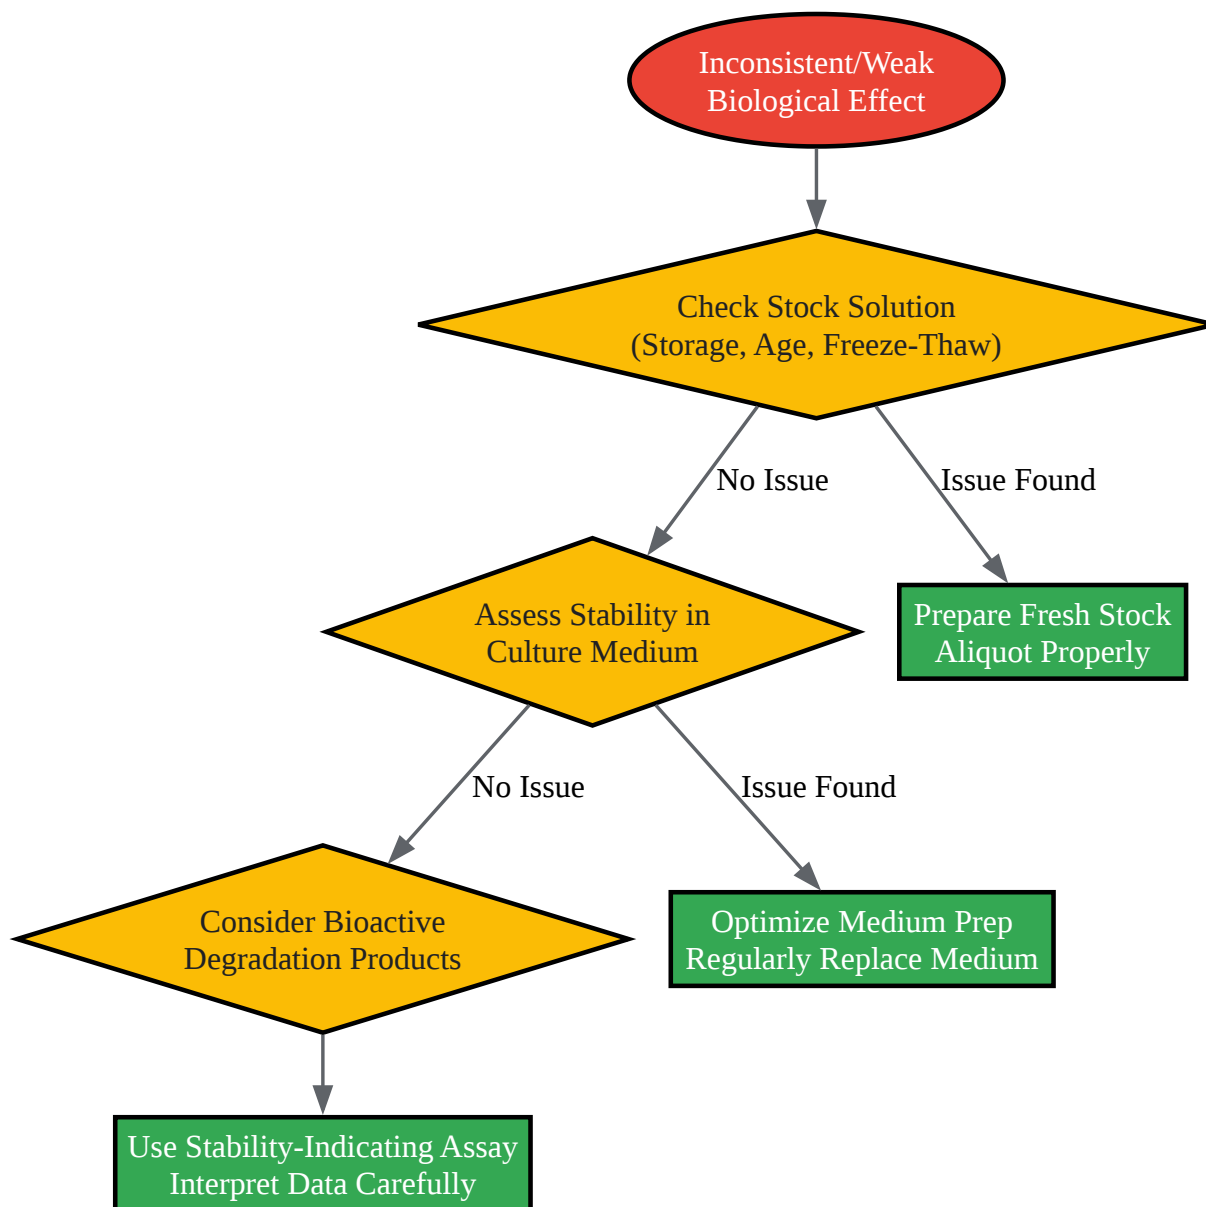 Inconsistent/Weak
Biological Effect
Check Stock Solution
(Storage, Age, Freeze-Thaw)
No Issue
Issue Found
Assess Stability in
Culture Medium
Prepare Fresh Stock
Aliquot Properly
No Issue
Issue Found
Consider Bioactive
Degradation Products
Optimize Medium Prep
Regularly Replace Medium
Use Stability-Indicating Assay
Interpret Data Carefully